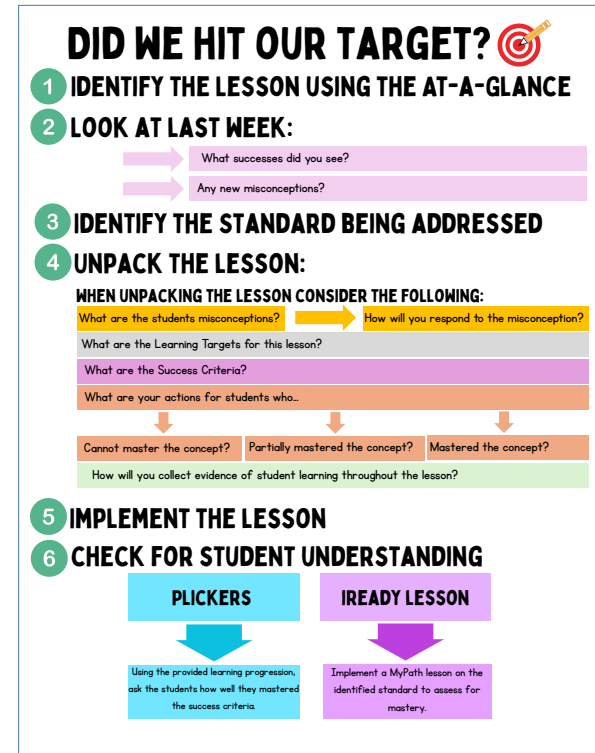 DID WE HIT OUR TARGET?
1 IDENTIFY THE LESSON USING THE AT-A-GLANCE
2 LOOK AT LAST WEEK:
What successes did you see?
Any new misconceptions?
3 IDENTIFY THE STANDARD BEING ADDRESSED
4 UNPACK THE LESSON:
WHEN UNPACKING THE LESSON CONSIDER THE FOLLOWING:
What are the students misconceptions? How will you respond to the misconception?
What are the Learning Targets for this lesson?
What are the Success Criteria?
What are your actions for students who...
Cannot master the concept? Partially mastered the concept? Mastered the concept?
How will you collect evidence of student learning throughout the lesson?
5 IMPLEMENT THE LESSON
6 CHECK FOR STUDENT UNDERSTANDING
PLICKERS
Using the provided learning progression,
ask the students how well they mastered
the success criteria.
IREADY LESSON
Implement a MyPath lesson on the
identified standard to assess for
mastery.